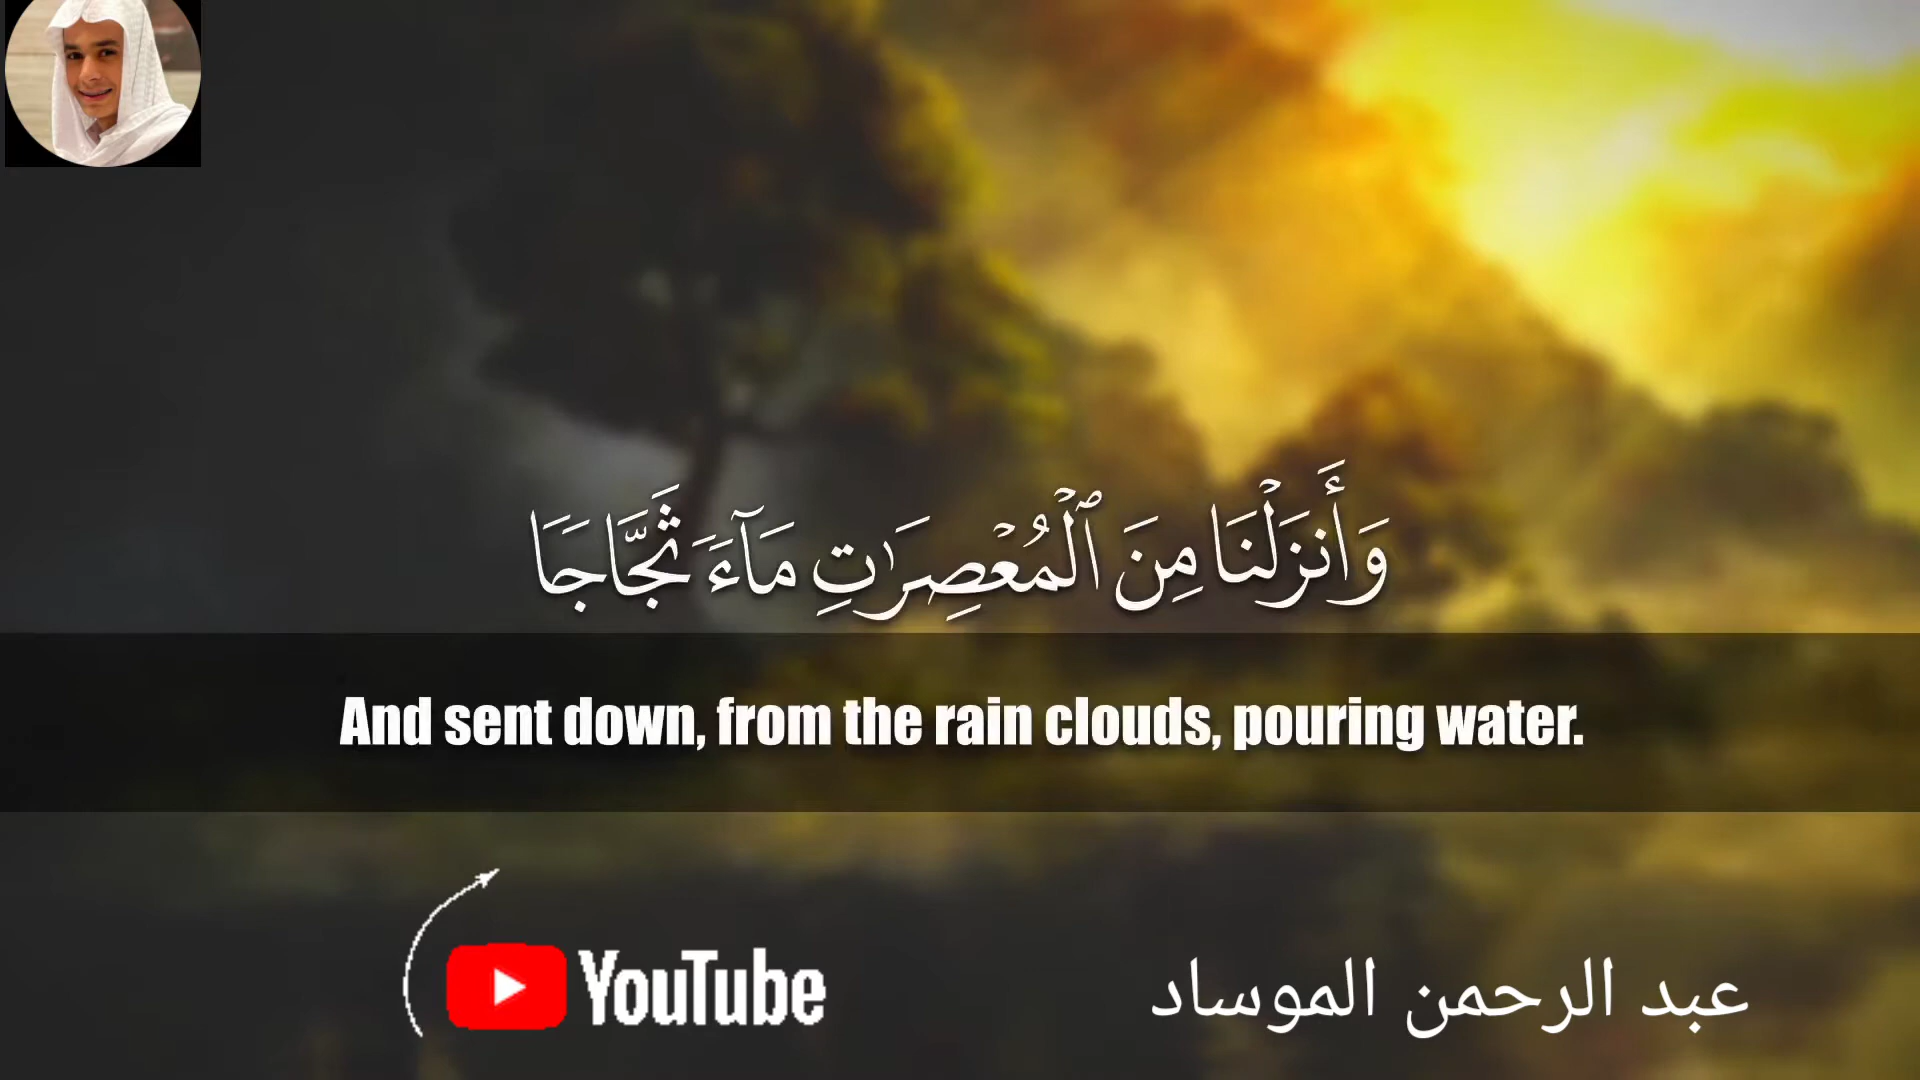 وَأَنزَلْنَا مِنَ ٱلْمُعْصِرَٰتِ مَآءً ثَجَّاجًا
And sent down, from the rain clouds, pouring water.
YouTube
عبد الرحمن الموساد